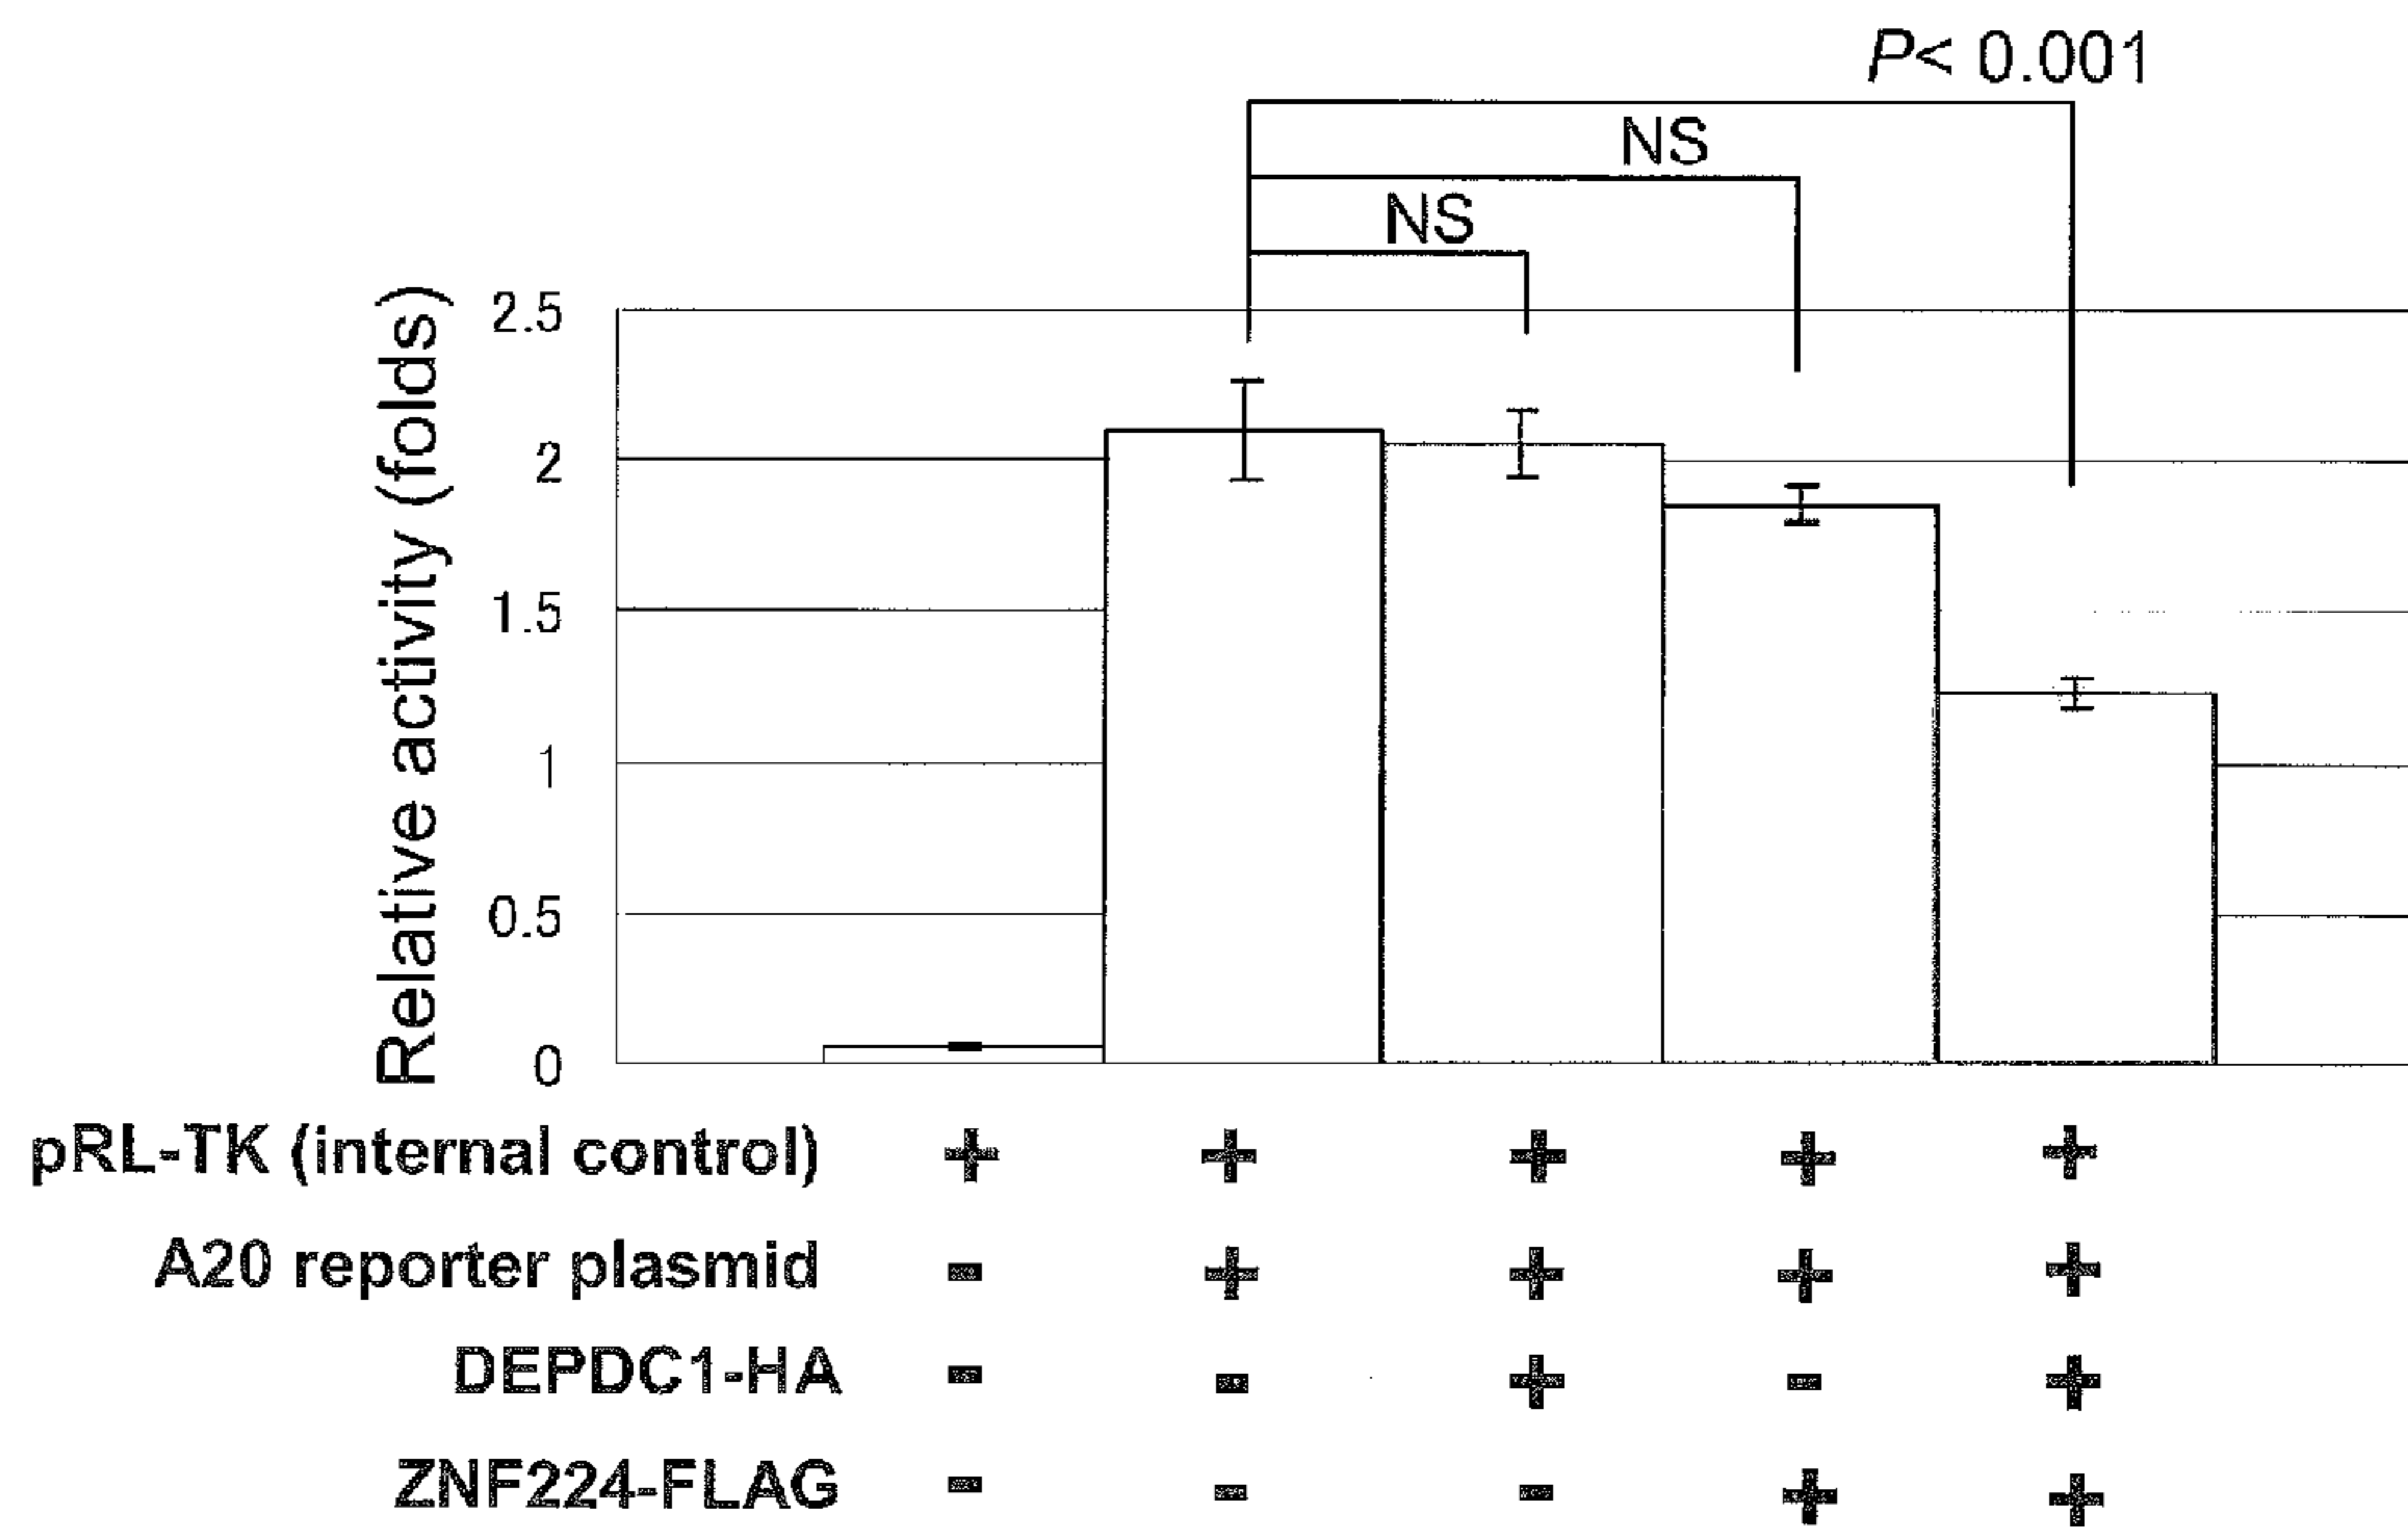 P< 0.001
NS
NS
Relative activity (folds)
2.5
2
1.5
1
0.5
0
pRL-TK (internal control) + + + + +
A20 reporter plasmid - + + + +
DEPDC1-HA - - + - +
ZNF224-FLAG - - - + +